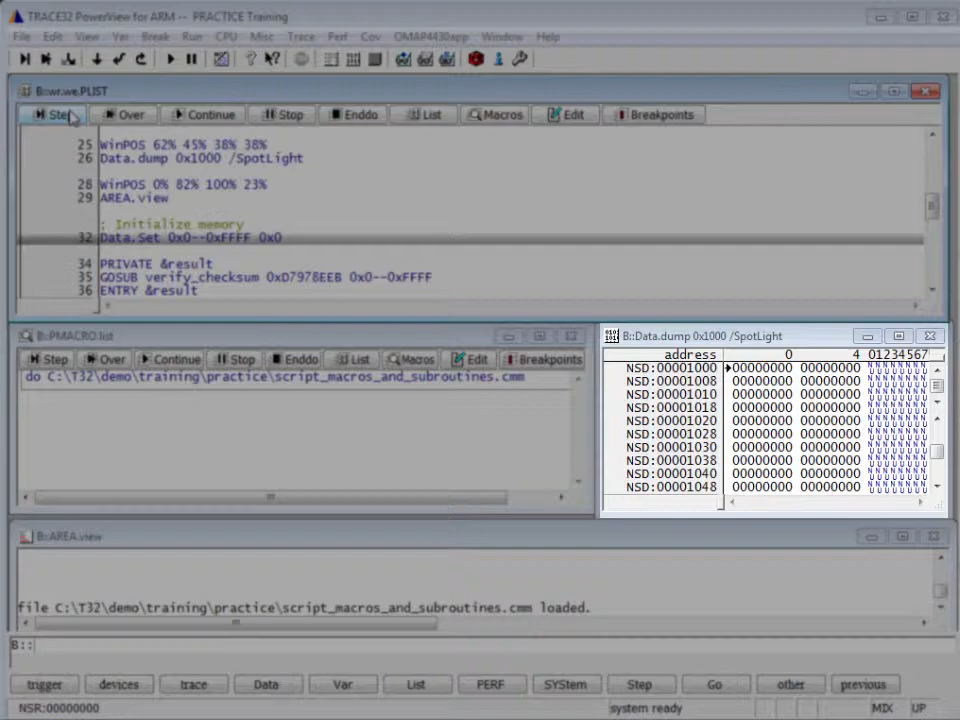 TRACE32 PowerView for ARM -- PRACTICE Training
File Edit View Var Break Run CPU Misc Trace Perf Cov OMAP4430app Window Help
B::wr.we.PLIST
Step Over Continue Stop Enddo List Macros Edit Breakpoints
25 WinPOS 62% 45% 38% 38%
26 Data.dump 0x1000 /SpotLight
28 WinPOS 0% 82% 100% 23%
29 AREA.view
; Initialize memory
32 Data.Set 0x0--0xFFFF 0x0
34 PRIVATE &result
35 GOSUB verify_checksum 0xD7978EEB 0x0--0xFFFF
36 ENTRY &result
B::PMACRO.list
Step Over Continue Stop Enddo List Macros Edit Breakpoints
do C:\T32\demo\training\practice\script_macros_and_subroutines.cmm
B::Data.dump 0x1000 /SpotLight
address 0 4 01234567
NSD:00001000 00000000 00000000
NSD:00001008 00000000 00000000
NSD:00001010 00000000 00000000
NSD:00001018 00000000 00000000
NSD:00001020 00000000 00000000
NSD:00001028 00000000 00000000
NSD:00001030 00000000 00000000
NSD:00001038 00000000 00000000
NSD:00001040 00000000 00000000
NSD:00001048 00000000 00000000
B::AREA.view
file C:\T32\demo\training\practice\script_macros_and_subroutines.cmm loaded.
B::
trigger devices trace Data Var List PERF SYStem Step Go other previous
NSR:00000000 system ready MIX UP